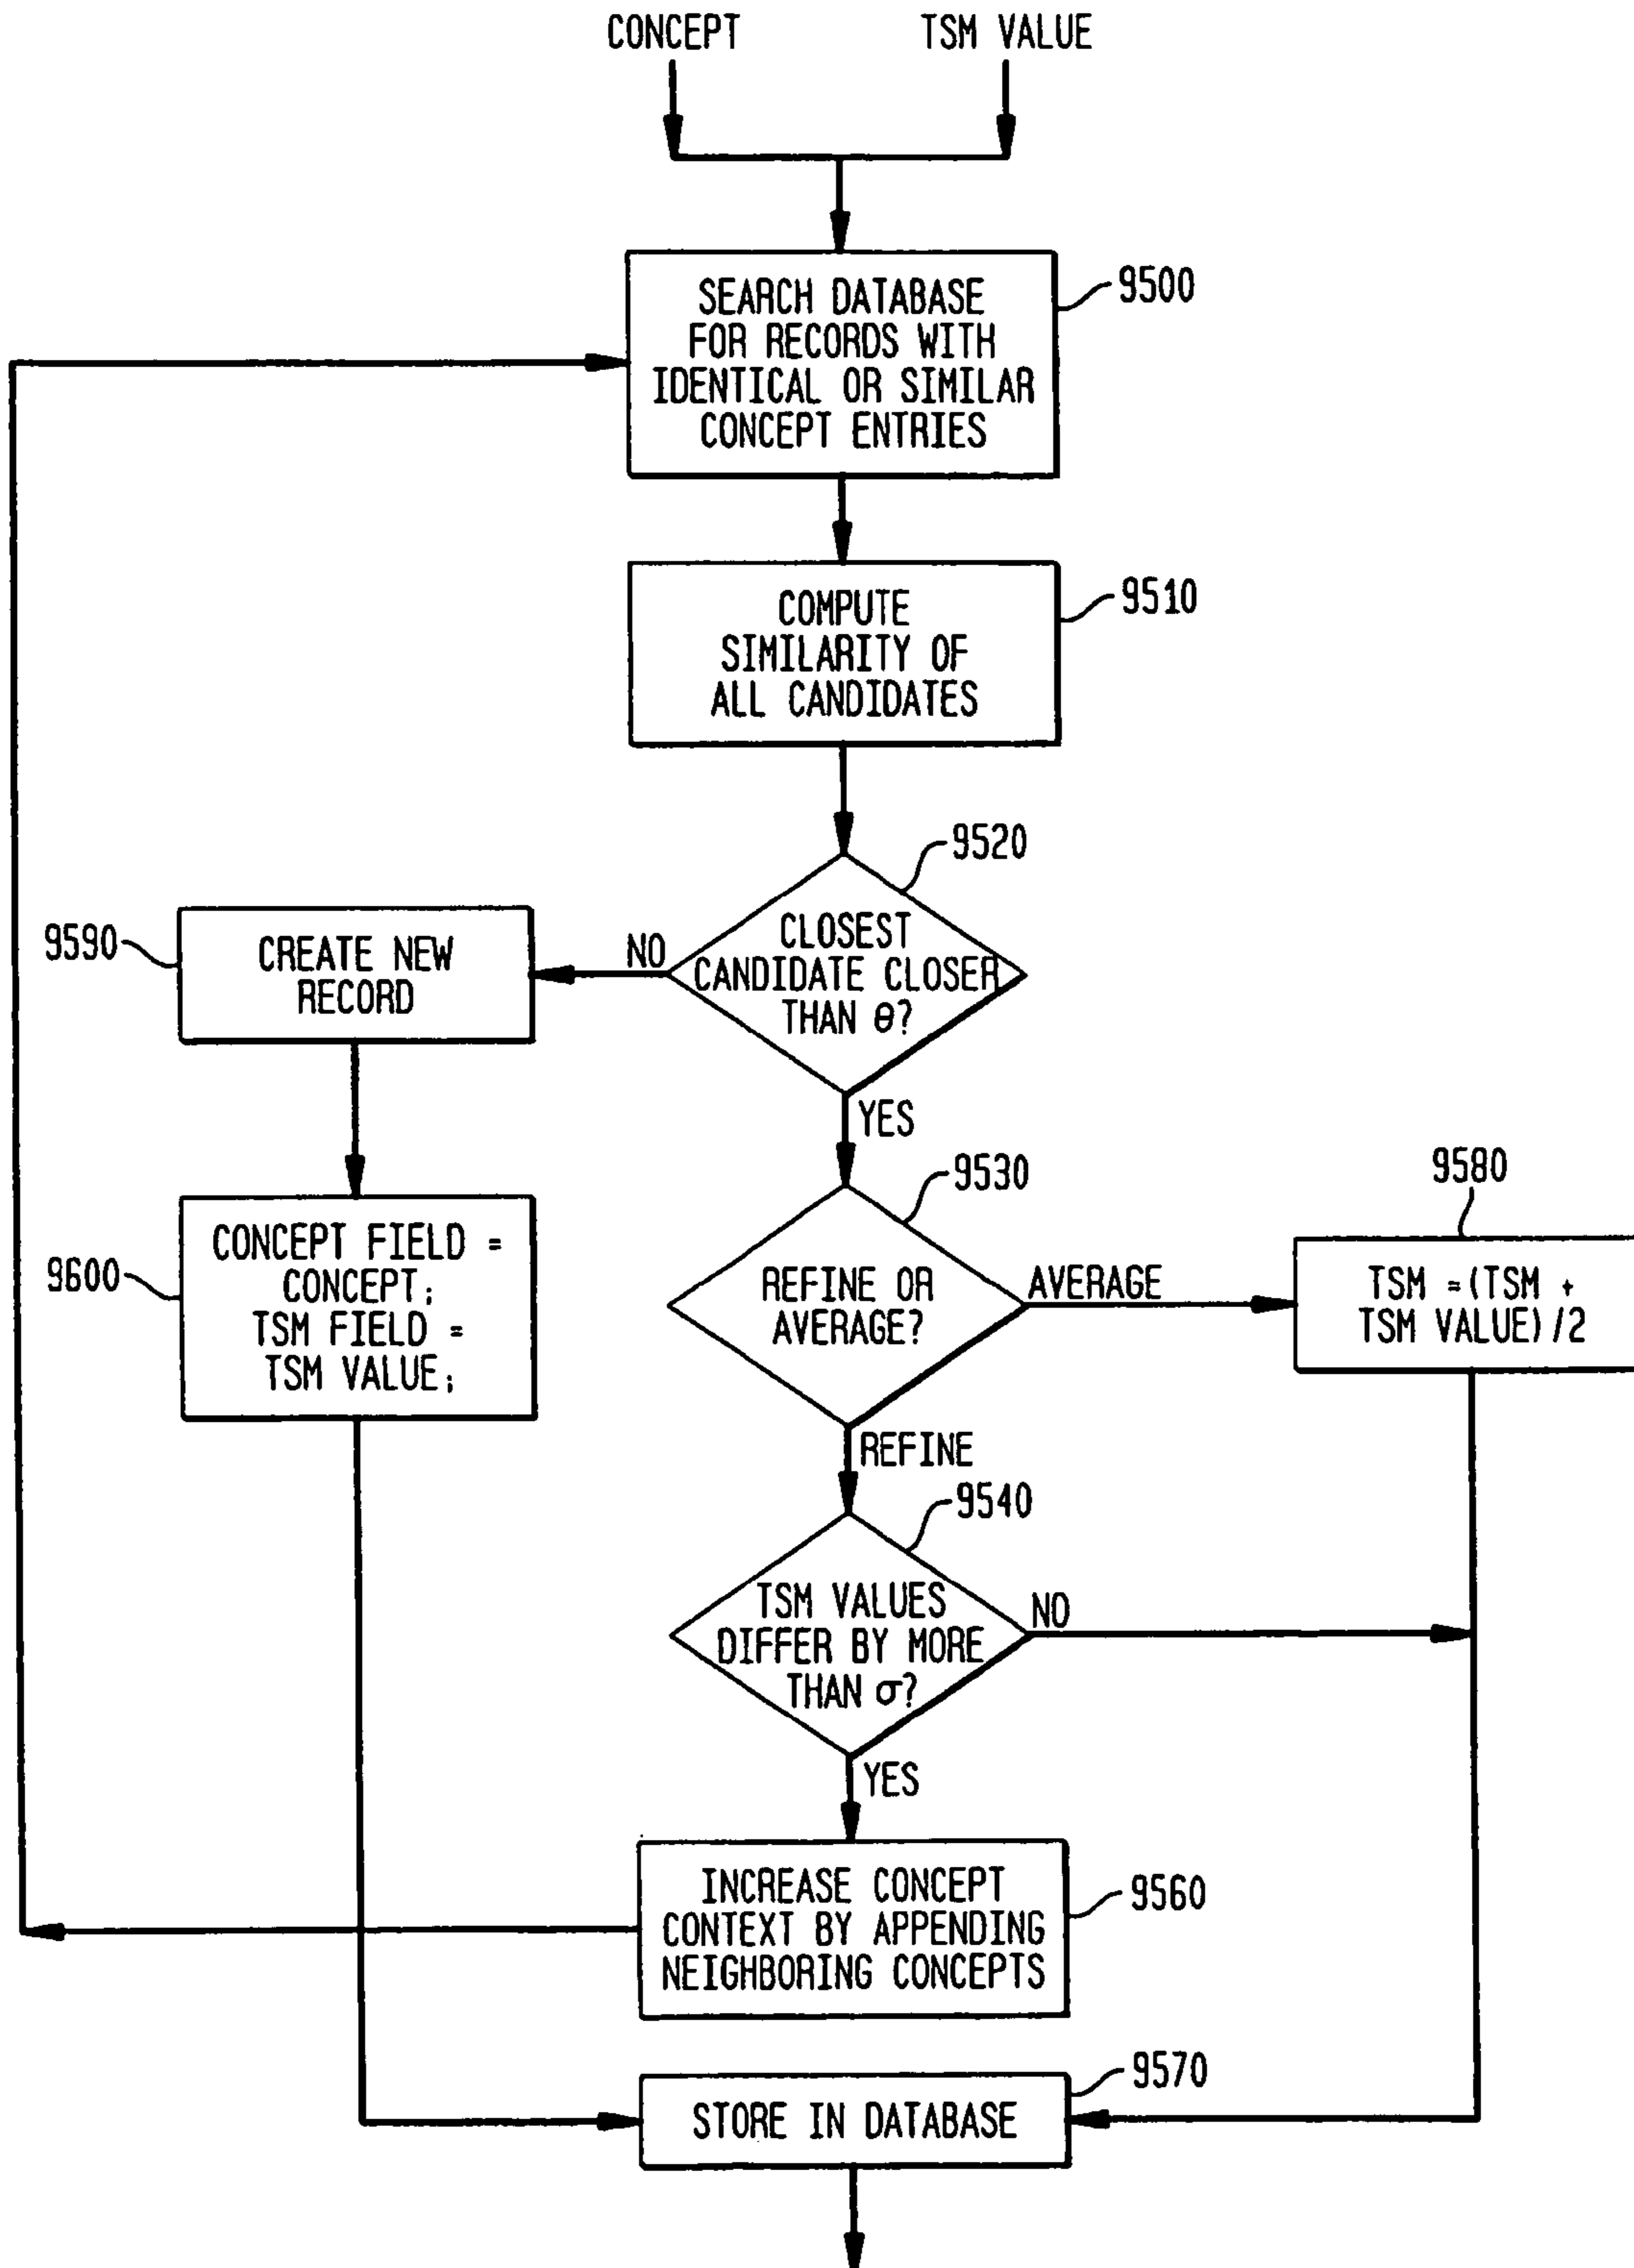 CONCEPT
TSM VALUE
SEARCH DATABASE
FOR RECORDS WITH
IDENTICAL OR SIMILAR
CONCEPT ENTRIES
9500
COMPUTE
SIMILARITY OF
ALL CANDIDATES
9510
CLOSEST
CANDIDATE CLOSER
THAN θ?
9520
NO
YES
9590
CREATE NEW
RECORD
9600
CONCEPT FIELD =
CONCEPT;
TSM FIELD =
TSM VALUE;
REFINE OR
AVERAGE?
9530
AVERAGE
REFINE
9580
TSM =(TSM +
TSM VALUE)/2
TSM VALUES
DIFFER BY MORE
THAN σ?
9540
NO
YES
INCREASE CONCEPT
CONTEXT BY APPENDING
NEIGHBORING CONCEPTS
9560
STORE IN DATABASE
9570